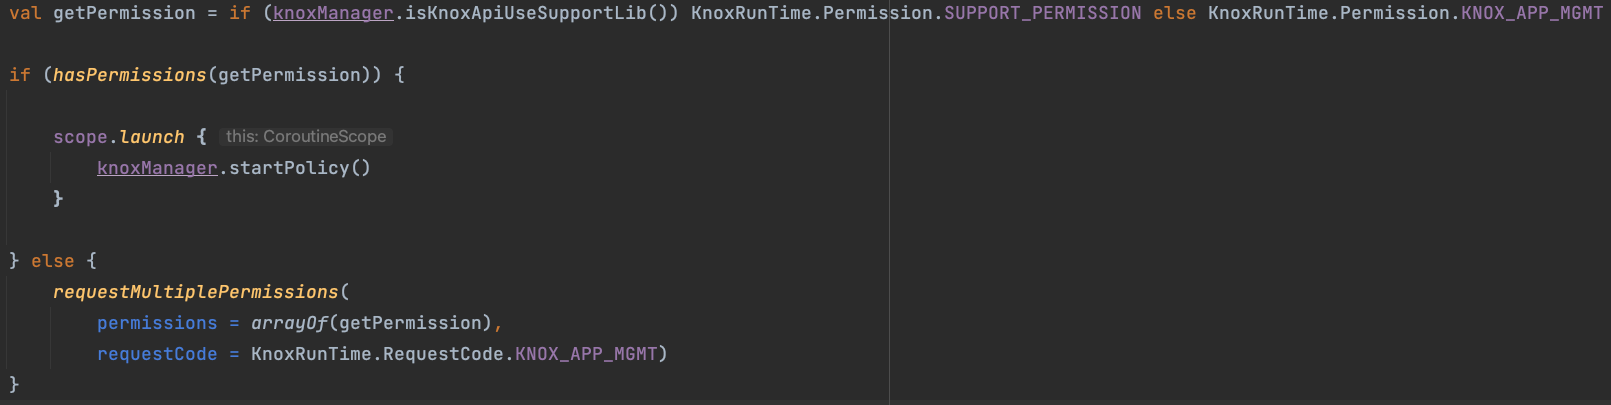 val getPermission = if (knoxManager.isKnoxApiUseSupportLib()) KnoxRunTime.Permission.SUPPORT_PERMISSION else KnoxRunTime.Permission.KNOX_APP_MGMT
if (hasPermissions(getPermission)) {
scope.launch { this: CoroutineScope
knoxManager.startPolicy()
}
} else {
requestMultiplePermissions(
permissions = arrayOf(getPermission),
requestCode = KnoxRunTime.RequestCode.KNOX_APP_MGMT)
}